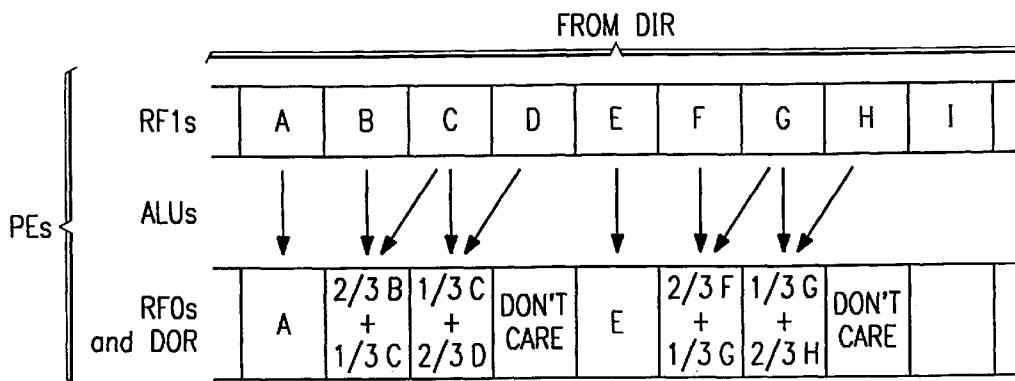 FROM DIR
RF1s A B C D E F G H I
PEs
ALUs
RF0s and DOR
A
2/3 B + 1/3 C
1/3 C + 2/3 D
DON'T CARE
E
2/3 F + 1/3 G
1/3 G + 2/3 H
DON'T CARE